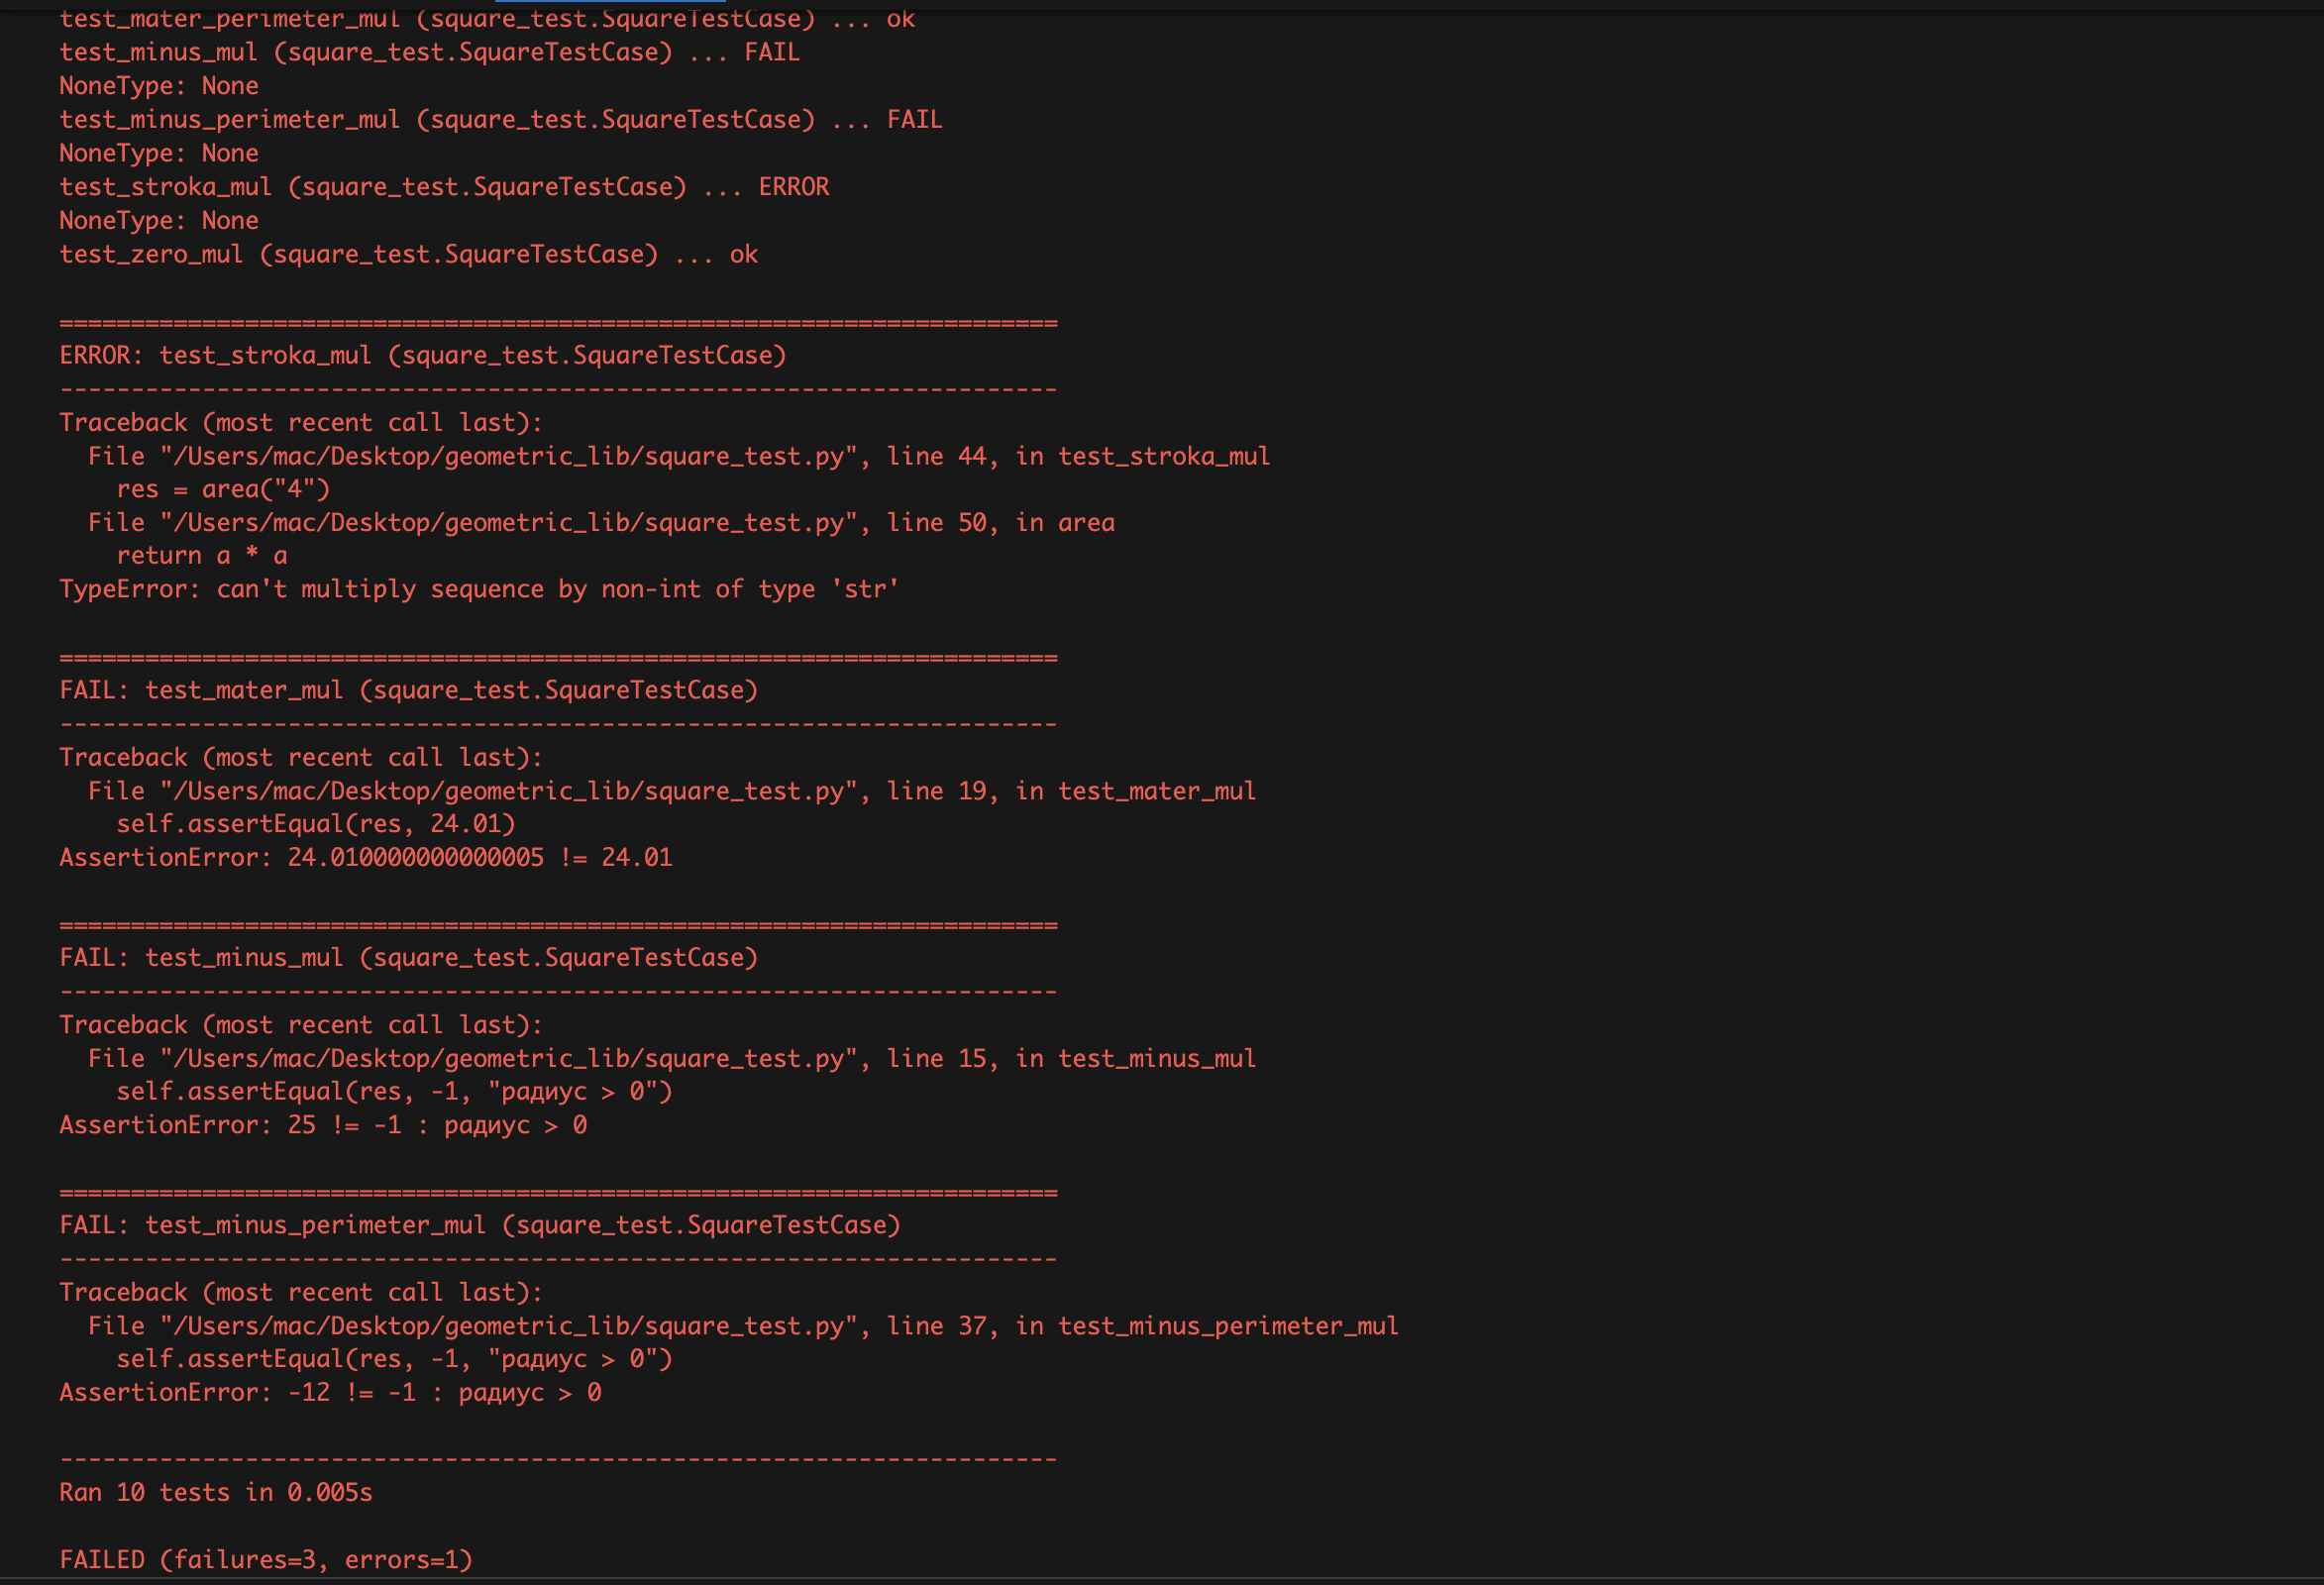 test_mater_perimeter_mul (square_test.SquareTestCase) ... ok
test_minus_mul (square_test.SquareTestCase) ... FAIL
NoneType: None
test_minus_perimeter_mul (square_test.SquareTestCase) ... FAIL
NoneType: None
test_stroka_mul (square_test.SquareTestCase) ... ERROR
NoneType: None
test_zero_mul (square_test.SquareTestCase) ... ok
======================================================================
ERROR: test_stroka_mul (square_test.SquareTestCase)
----------------------------------------------------------------------
Traceback (most recent call last):
  File "/Users/mac/Desktop/geometric_lib/square_test.py", line 44, in test_stroka_mul
    res = area("4")
  File "/Users/mac/Desktop/geometric_lib/square_test.py", line 50, in area
    return a * a
TypeError: can't multiply sequence by non-int of type 'str'
======================================================================
FAIL: test_mater_mul (square_test.SquareTestCase)
----------------------------------------------------------------------
Traceback (most recent call last):
  File "/Users/mac/Desktop/geometric_lib/square_test.py", line 19, in test_mater_mul
    self.assertEqual(res, 24.01)
AssertionError: 24.010000000000005 != 24.01
======================================================================
FAIL: test_minus_mul (square_test.SquareTestCase)
----------------------------------------------------------------------
Traceback (most recent call last):
  File "/Users/mac/Desktop/geometric_lib/square_test.py", line 15, in test_minus_mul
    self.assertEqual(res, -1, "радиус > 0")
AssertionError: 25 != -1 : радиус > 0
======================================================================
FAIL: test_minus_perimeter_mul (square_test.SquareTestCase)
----------------------------------------------------------------------
Traceback (most recent call last):
  File "/Users/mac/Desktop/geometric_lib/square_test.py", line 37, in test_minus_perimeter_mul
    self.assertEqual(res, -1, "радиус > 0")
AssertionError: -12 != -1 : радиус > 0
----------------------------------------------------------------------
Ran 10 tests in 0.005s
FAILED (failures=3, errors=1)